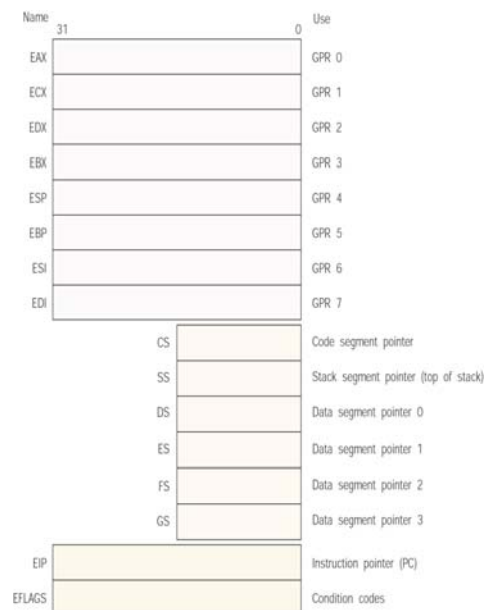 Name Use
31 0
EAX GPR 0
ECX GPR 1
EDX GPR 2
EBX GPR 3
ESP GPR 4
EBP GPR 5
ESI GPR 6
EDI GPR 7
CS Code segment pointer
SS Stack segment pointer (top of stack)
DS Data segment pointer 0
ES Data segment pointer 1
FS Data segment pointer 2
GS Data segment pointer 3
EIP Instruction pointer (PC)
EFLAGS Condition codes